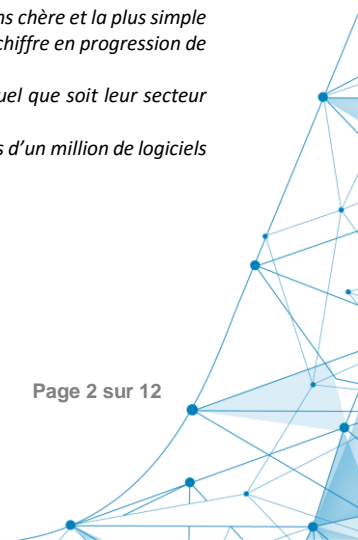 ns chère et la plus simple
chiffre en progression de
uel que soit leur secteur
s d'un million de logiciels
Page 2 sur 12